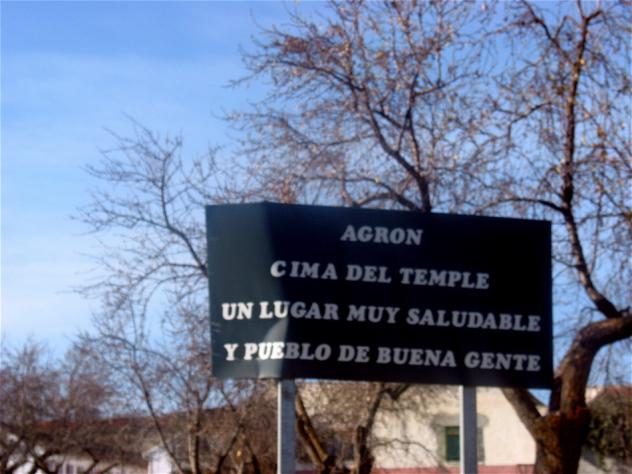 AGRON
CIMA DEL TEMPLE
UN LUGAR MUY SALUDABLE
Y PUEBLO DE BUENA GENTE